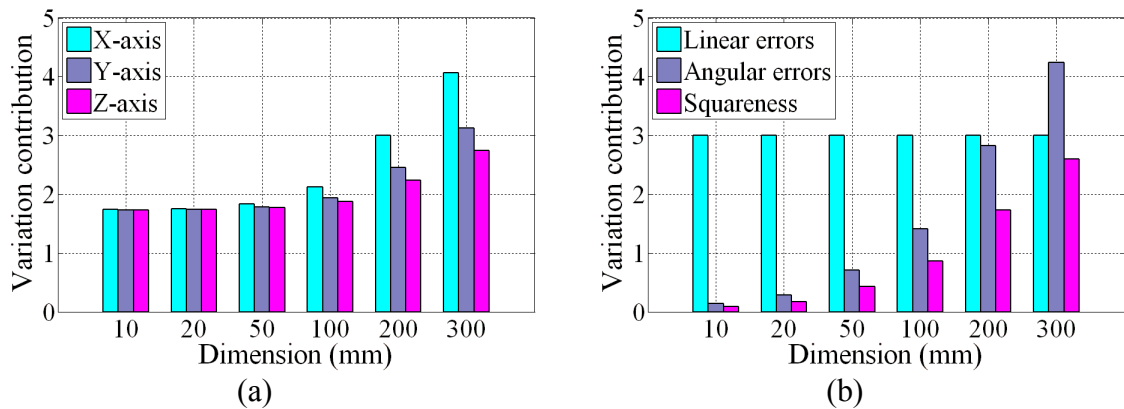 5
4
3
2
1
0
Variation contribution
X-axis
Y-axis
Z-axis
10 20 50 100 200 300
Dimension (mm)
(a)
5
4
3
2
1
0
Variation contribution
Linear errors
Angular errors
Squareness
10 20 50 100 200 300
Dimension (mm)
(b)